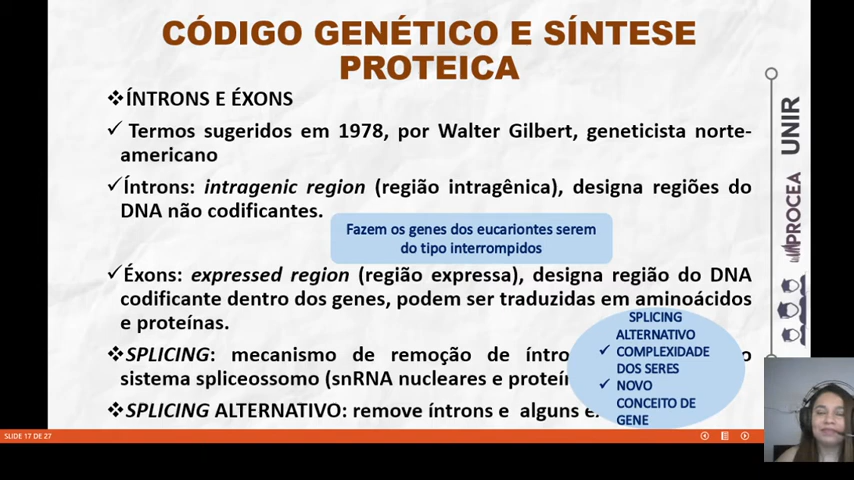 CÓDIGO GENÉTICO E SÍNTESE
PROTEICA
❖ÍNTRONS E ÉXONS
✓ Termos sugeridos em 1978, por Walter Gilbert, geneticista norte-
americano
✓Íntrons: intragenic region (região intragênica), designa regiões do
DNA não codificantes.
Fazem os genes dos eucariontes serem
do tipo interrompidos
✓Éxons: expressed region (região expressa), designa região do DNA
codificante dentro dos genes, podem ser traduzidas em aminoácidos
e proteínas.
❖SPLICING: mecanismo de remoção de
sistema spliceossomo (snRNA nucleares e
❖SPLICING ALTERNATIVO: remove íntrons e alguns
SPLICING
ALTERNATIVO
✓ COMPLEXIDADE
DOS SERES
✓ NOVO
CONCEITO DE
GENE
UNIR
PROCEA
SLIDE 17 DE 27